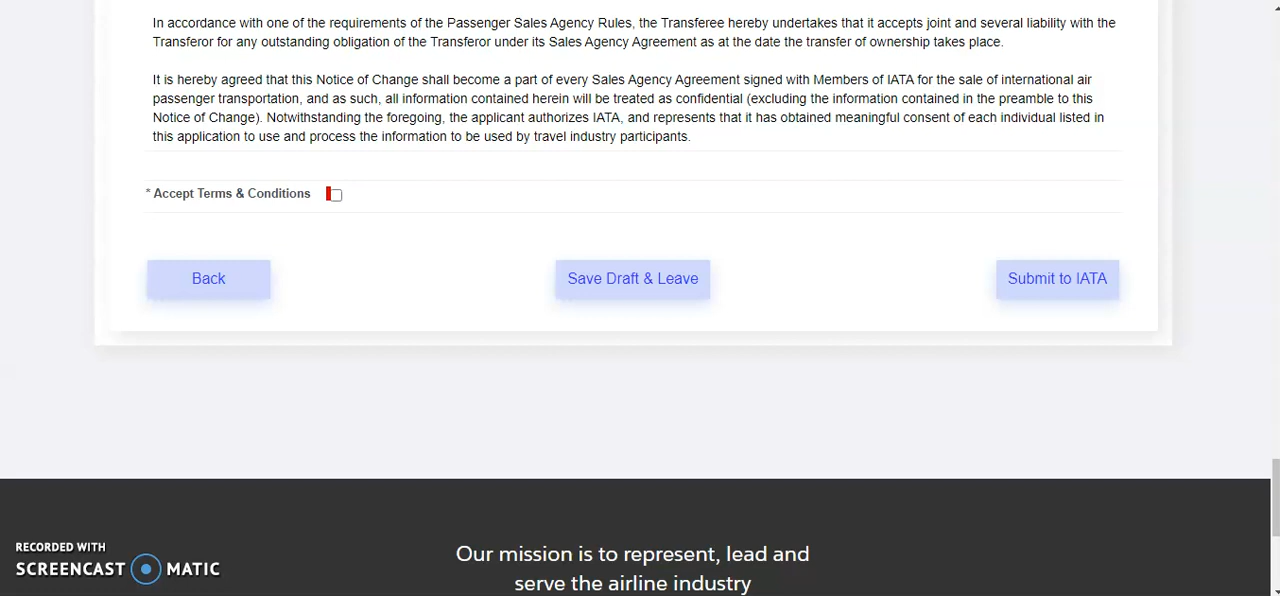 In accordance with one of the requirements of the Passenger Sales Agency Rules, the Transferee hereby undertakes that it accepts joint and several liability with the
Transferor for any outstanding obligation of the Transferor under its Sales Agency Agreement as at the date the transfer of ownership takes place.
It is hereby agreed that this Notice of Change shall become a part of every Sales Agency Agreement signed with Members of IATA for the sale of international air
passenger transportation, and as such, all information contained herein will be treated as confidential (excluding the information contained in the preamble to this
Notice of Change). Notwithstanding the foregoing, the applicant authorizes IATA, and represents that it has obtained meaningful consent of each individual listed in
this application to use and process the information to be used by travel industry participants.
* Accept Terms & Conditions
Back
Save Draft & Leave
Submit to IATA
RECORDED WITH
SCREENCAST MATIC
Our mission is to represent, lead and
serve the airline industry